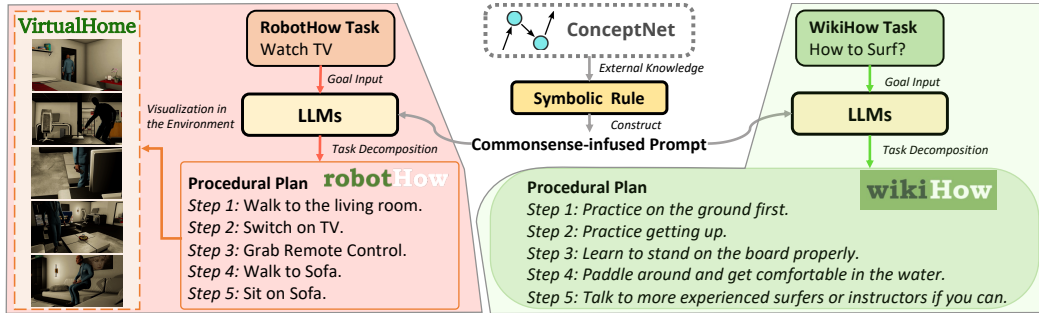 VirtualHome
Visualization in
the Environment
RobotHow Task
Watch TV
Goal Input
LLMs
Task Decomposition
Procedural Plan robotHow
Step 1: Walk to the living room.
Step 2: Switch on TV.
Step 3: Grab Remote Control.
Step 4: Walk to Sofa.
Step 5: Sit on Sofa.
ConceptNet
External Knowledge
Symbolic Rule
Construct
Commonsense-infused Prompt
WikiHow Task
How to Surf?
Goal Input
LLMs
Task Decomposition
wikiHow
Procedural Plan
Step 1: Practice on the ground first.
Step 2: Practice getting up.
Step 3: Learn to stand on the board properly.
Step 4: Paddle around and get comfortable in the water.
Step 5: Talk to more experienced surfers or instructors if you can.